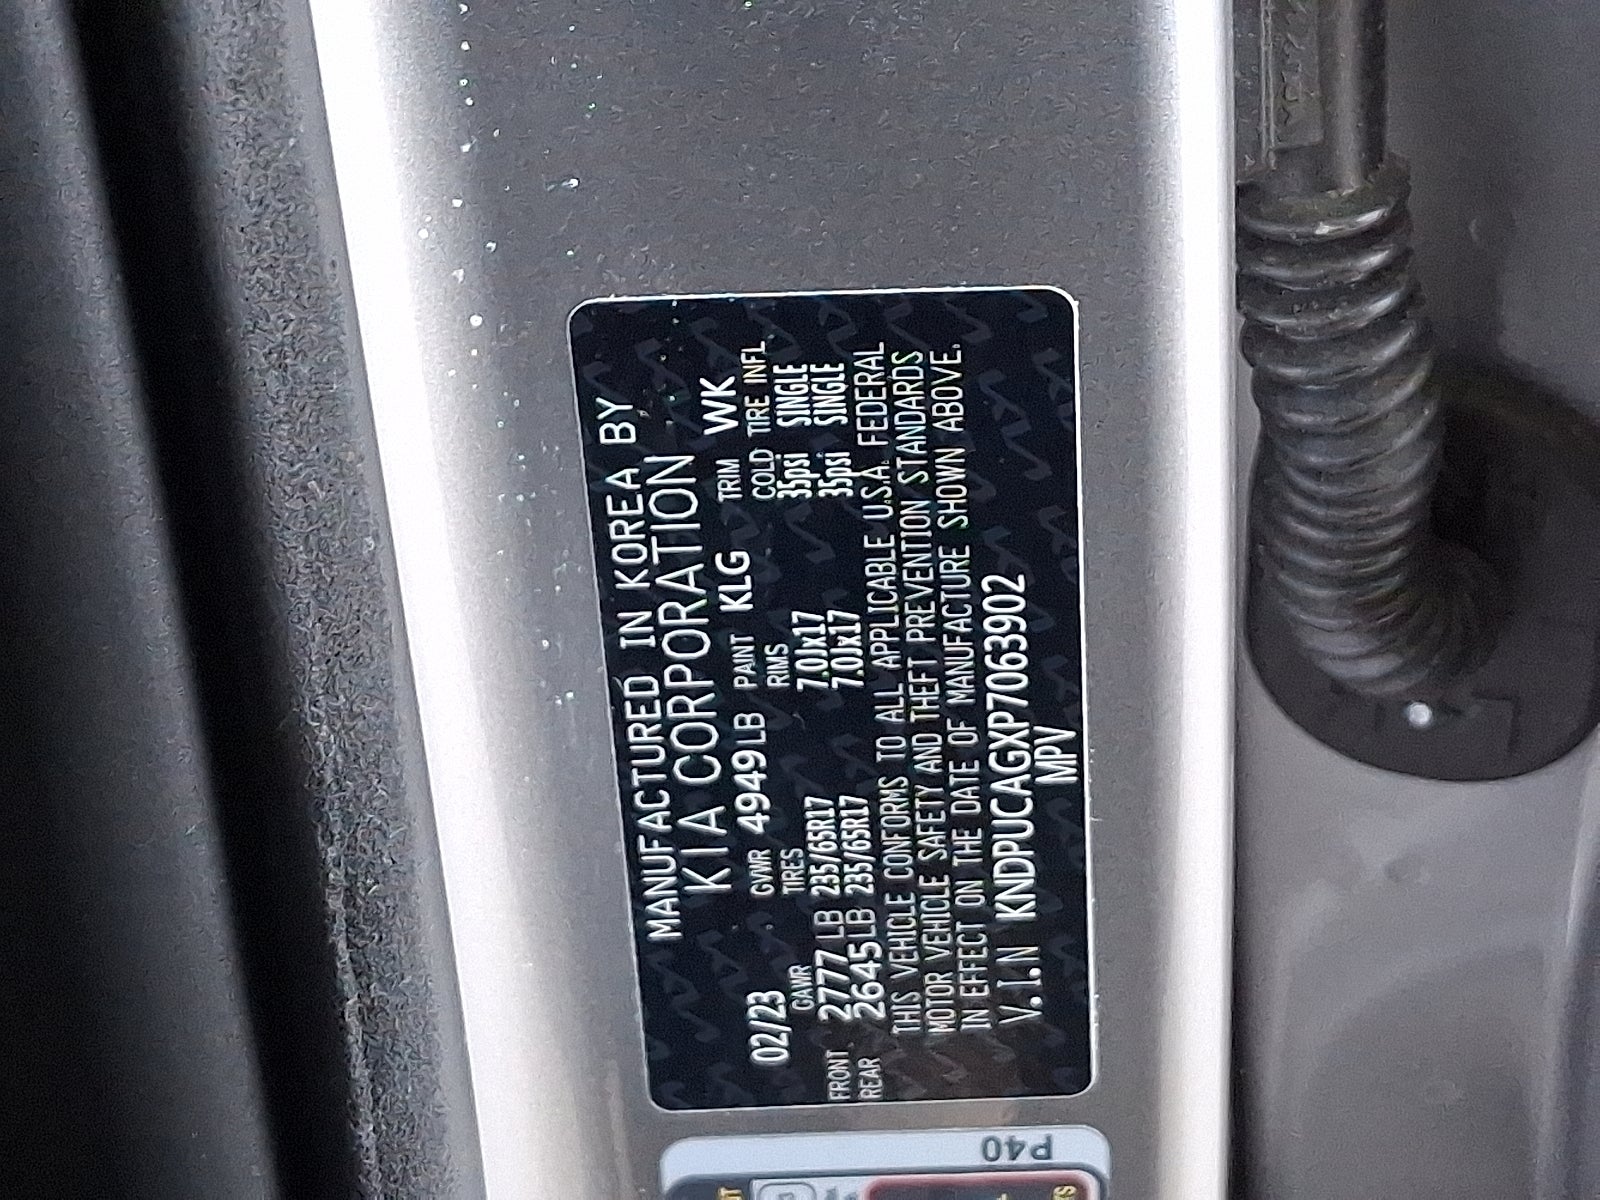 MANUFACTURED IN KOREA BY
KIA CORPORATION
02/23 GVWR 4949LB PAINT KLG TRIM WK
GAWR TIRES RIMS COLD TIRE INFL.
FRONT 2777 LB 235/65R17 7.0Jx17 35psi SINGLE
REAR 2645LB 235/65R17 7.0Jx17 35psi SINGLE
THIS VEHICLE CONFORMS TO ALL APPLICABLE U.S.A. FEDERAL
MOTOR VEHICLE SAFETY AND THEFT PREVENTION STANDARDS
IN EFFECT ON THE DATE OF MANUFACTURE SHOWN ABOVE.
V.I.N KNDPUCAGXP7063902
MPV
P40